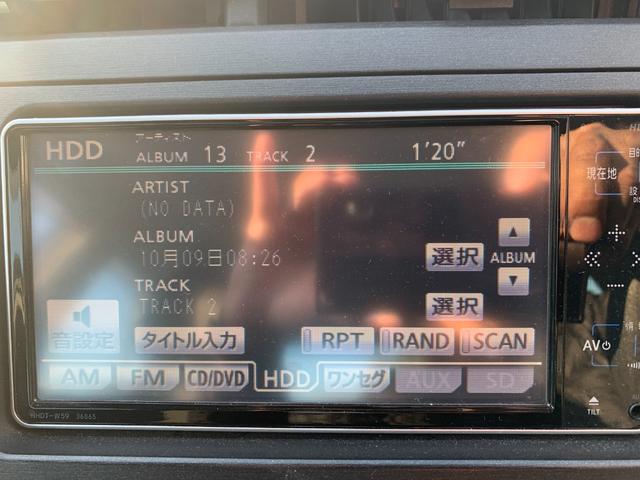 HDD アーティスト
ALBUM 13 TRACK 2 1'20"
ARTIST
(NO DATA)
ALBUM
10月09日08:26
選択 ▲ ALBUM ▼
TRACK
TRACK 2
選択
音設定 タイトル入力 RPT RAND SCAN
AM FM CD/DVD HDD ワンセグ AUX SD
NHDT-W59
現在地
AV
TILT